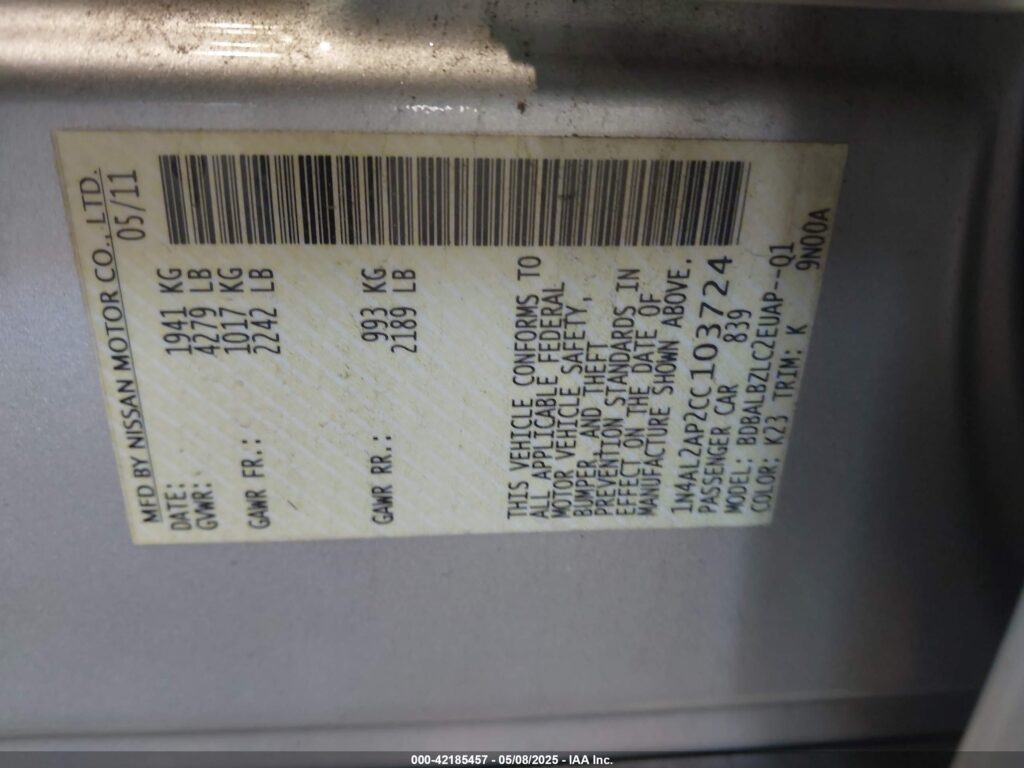 MFD BY NISSAN MOTOR CO., LTD.
DATE: 05/11
GVWR: 1941 KG
4279 LB
GAWR FR.: 1017 KG
2242 LB
GAWR RR.: 993 KG
2189 LB
THIS VEHICLE CONFORMS TO
ALL APPLICABLE FEDERAL
MOTOR VEHICLE SAFETY,
BUMPER, AND THEFT
PREVENTION STANDARDS IN
EFFECT ON THE DATE OF
MANUFACTURE SHOWN ABOVE.
1N4AL2AP2CC103724
PASSENGER CAR 839
MODEL: BDBALBZLC2EUAP--Q1
COLOR: K23 TRIM: K 9N00A
000-42185457 - 05/08/2025 - IAA Inc.